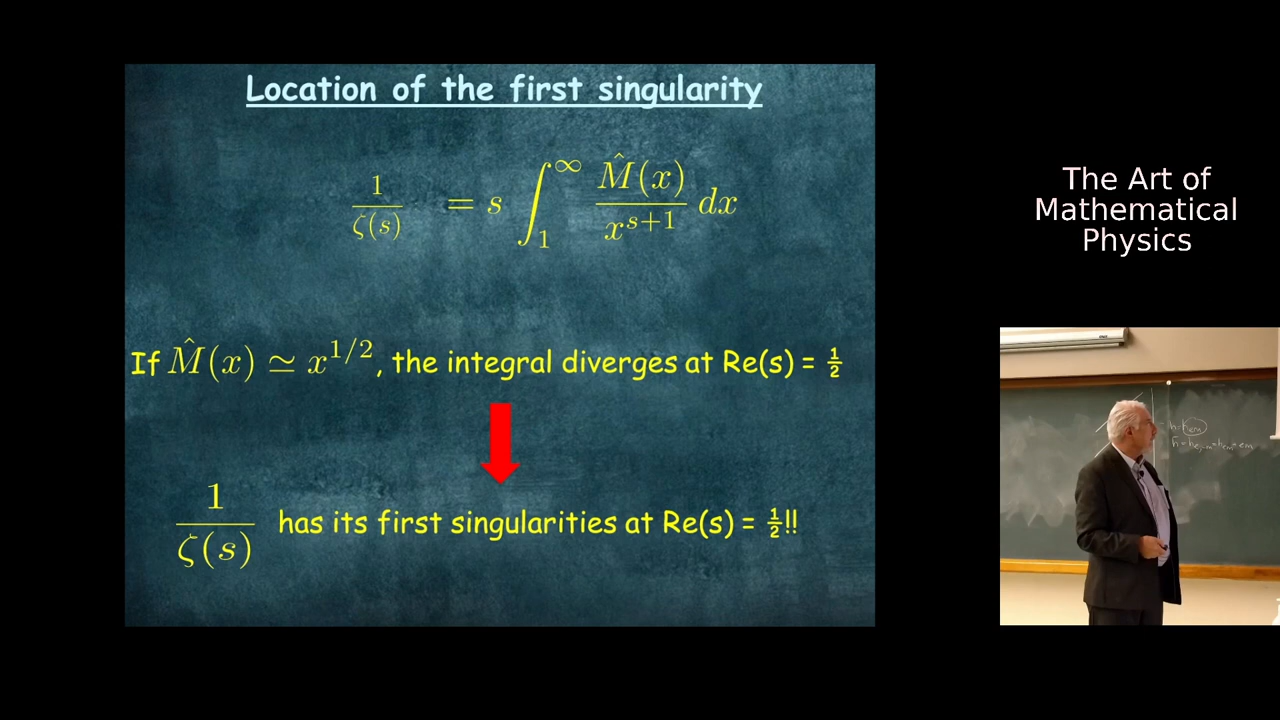 Location of the first singularity
1/ζ(s) = s ∫₁^∞ M̂(x)/x^{s+1} dx
If M̂(x) ≃ x^{1/2}, the integral diverges at Re(s) = ½
1/ζ(s) has its first singularities at Re(s) = ½!!
The Art of
Mathematical
Physics